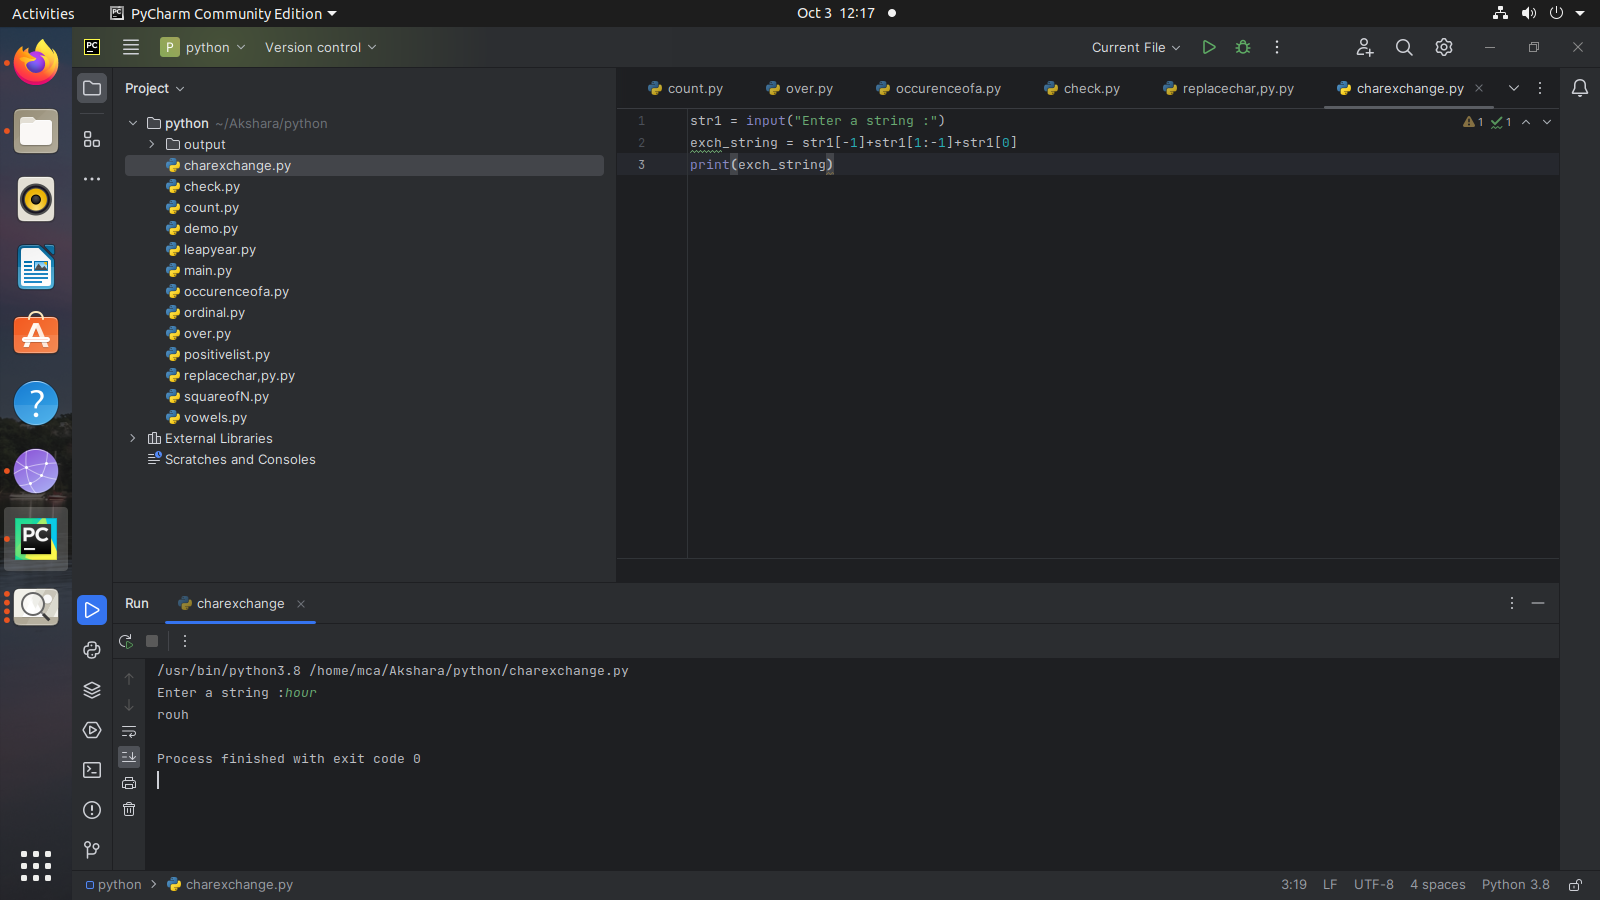 Activities
PyCharm Community Edition
Oct 3 12:17
PC
P python
Version control
Current File
Project
python ~/Akshara/python
output
charexchange.py
check.py
count.py
demo.py
leapyear.py
main.py
occurenceofa.py
ordinal.py
over.py
positivelist.py
replacechar,py.py
squareofN.py
vowels.py
External Libraries
Scratches and Consoles
count.py
over.py
occurenceofa.py
check.py
replacechar,py.py
charexchange.py
1 str1 = input("Enter a string :")
2 exch_string = str1[-1]+str1[1:-1]+str1[0]
3 print(exch_string)
1 1
PC
Run
charexchange
/usr/bin/python3.8 /home/mca/Akshara/python/charexchange.py
Enter a string :hour
rouh
Process finished with exit code 0
python
charexchange.py
3:19
LF
UTF-8
4 spaces
Python 3.8